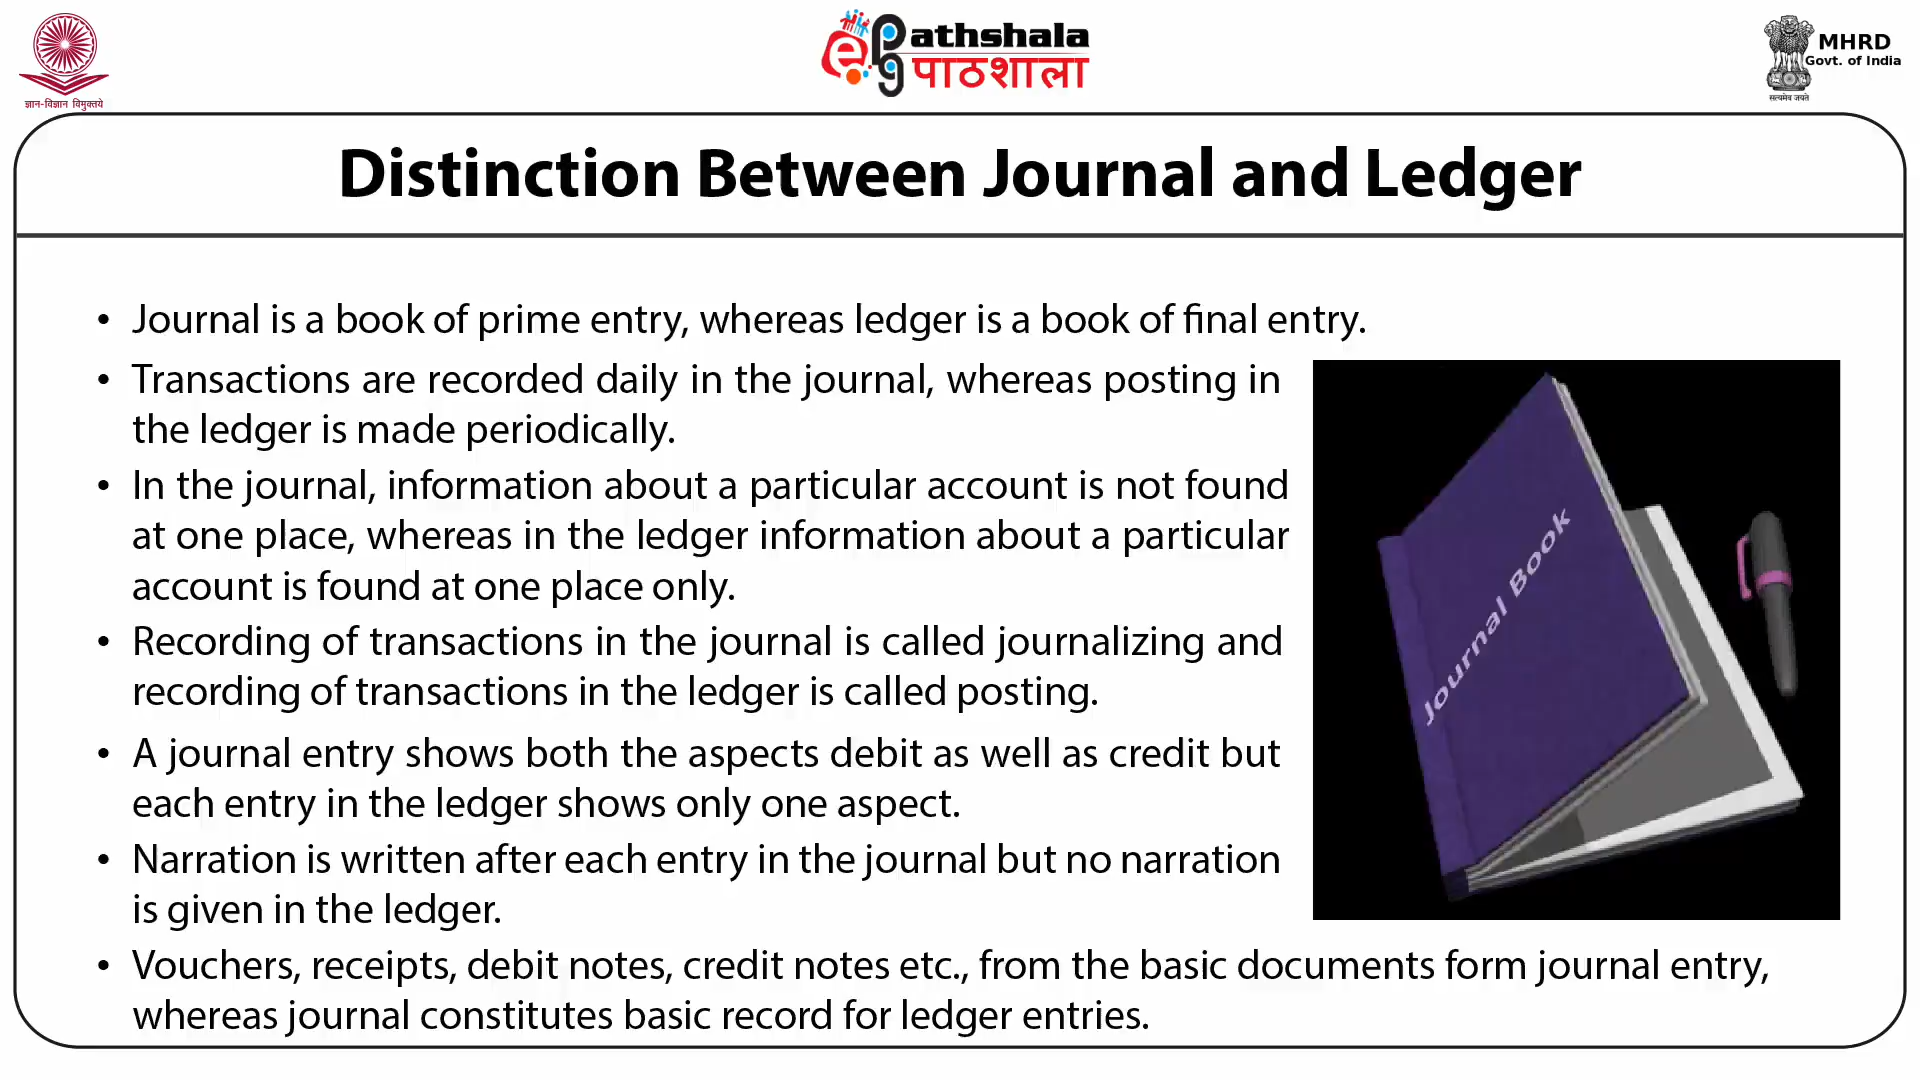 ज्ञान-विज्ञान विमुक्तये
ePathshala
पाठशाला
MHRD
Govt. of India
सत्यमेव जयते
Distinction Between Journal and Ledger
• Journal is a book of prime entry, whereas ledger is a book of final entry.
• Transactions are recorded daily in the journal, whereas posting in
the ledger is made periodically.
• In the journal, information about a particular account is not found
at one place, whereas in the ledger information about a particular
account is found at one place only.
• Recording of transactions in the journal is called journalizing and
recording of transactions in the ledger is called posting.
• A journal entry shows both the aspects debit as well as credit but
each entry in the ledger shows only one aspect.
• Narration is written after each entry in the journal but no narration
is given in the ledger.
• Vouchers, receipts, debit notes, credit notes etc., from the basic documents form journal entry,
whereas journal constitutes basic record for ledger entries.
Journal Book